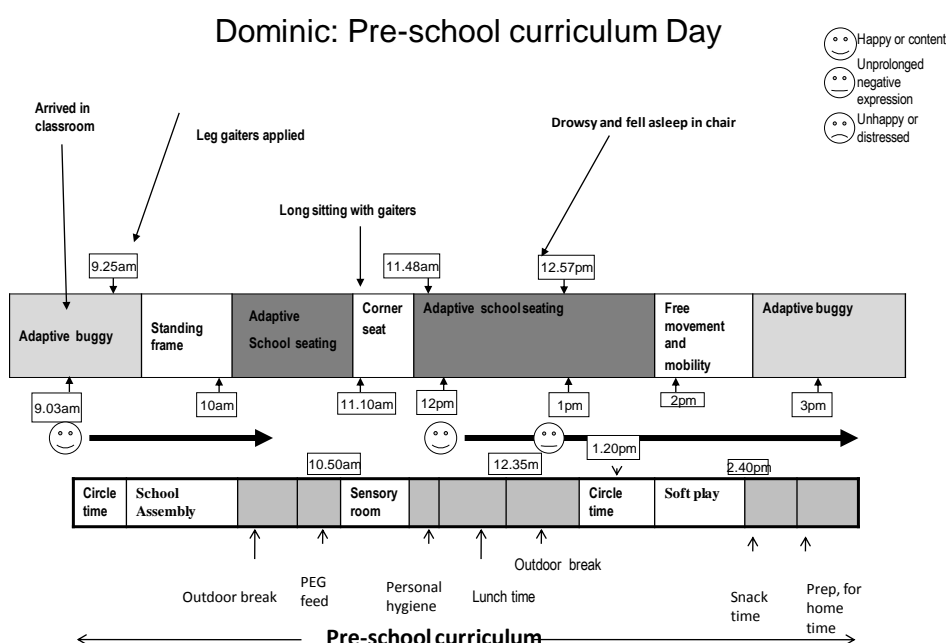 Dominic: Pre-school curriculum Day
Happy or content
Unprolonged
negative
expression
Unhappy or
distressed
Arrived in
classroom
Leg gaiters applied
Drowsy and fell asleep in chair
Long sitting with gaiters
9.25am
11.48am
12.57pm
Adaptive buggy
Standing
frame
Adaptive
School seating
Corner
seat
Adaptive school seating
Free
movement
and
mobility
Adaptive buggy
9.03am
10am
11.10am
12pm
1pm
2pm
3pm
10.50am
12.35m
1.20pm
2.40pm
Circle
time
School
Assembly
Sensory
room
Circle
time
Soft play
Outdoor break
PEG
feed
Personal
hygiene
Lunch time
Outdoor break
Snack
time
Prep, for
home
time
Pre-school curriculum